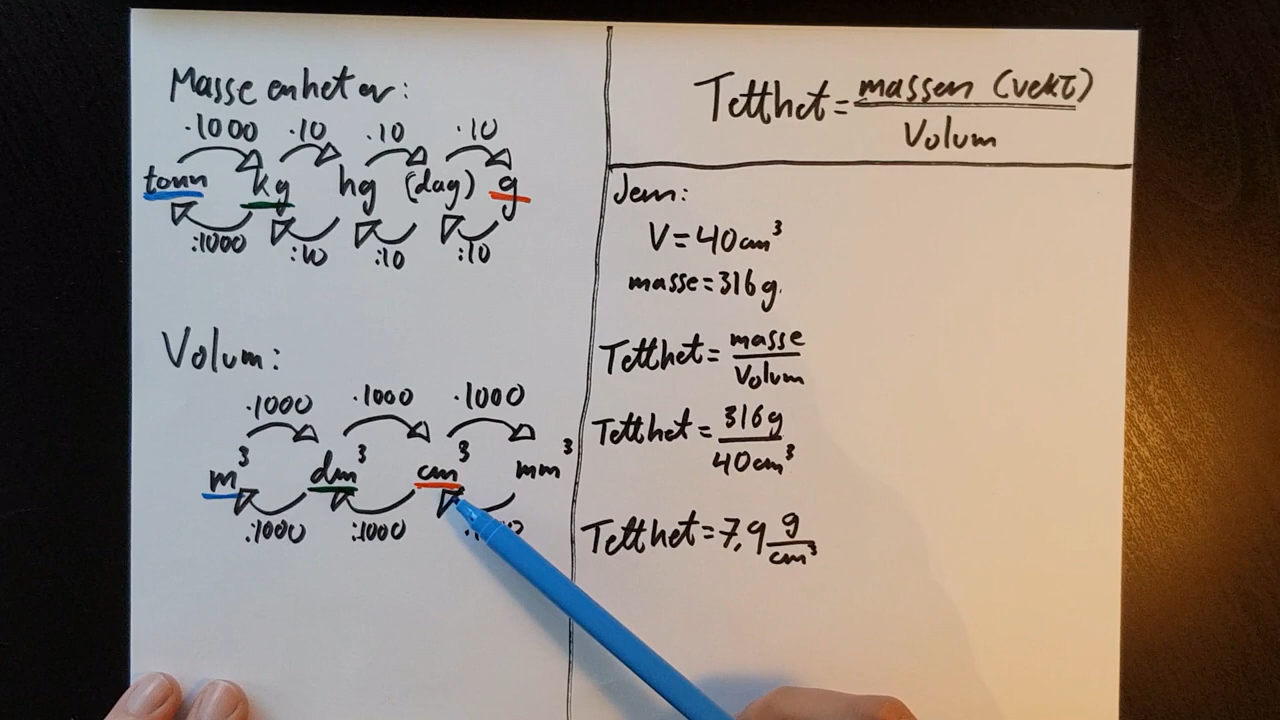 Masse enheter:
.1000 .10 .10 .10
tonn kg hg (dag) g
:1000 :10 :10 :10
Volum:
.1000 .1000 .1000
m³ dm³ cm³ mm³
:1000 :1000
Tetthet = massen (vekt)
Volum
Jern:
V = 40 cm³
masse = 316 g.
Tetthet = masse
Volum
Tetthet = 316 g
40 cm³
Tetthet = 7,9 g
cm³